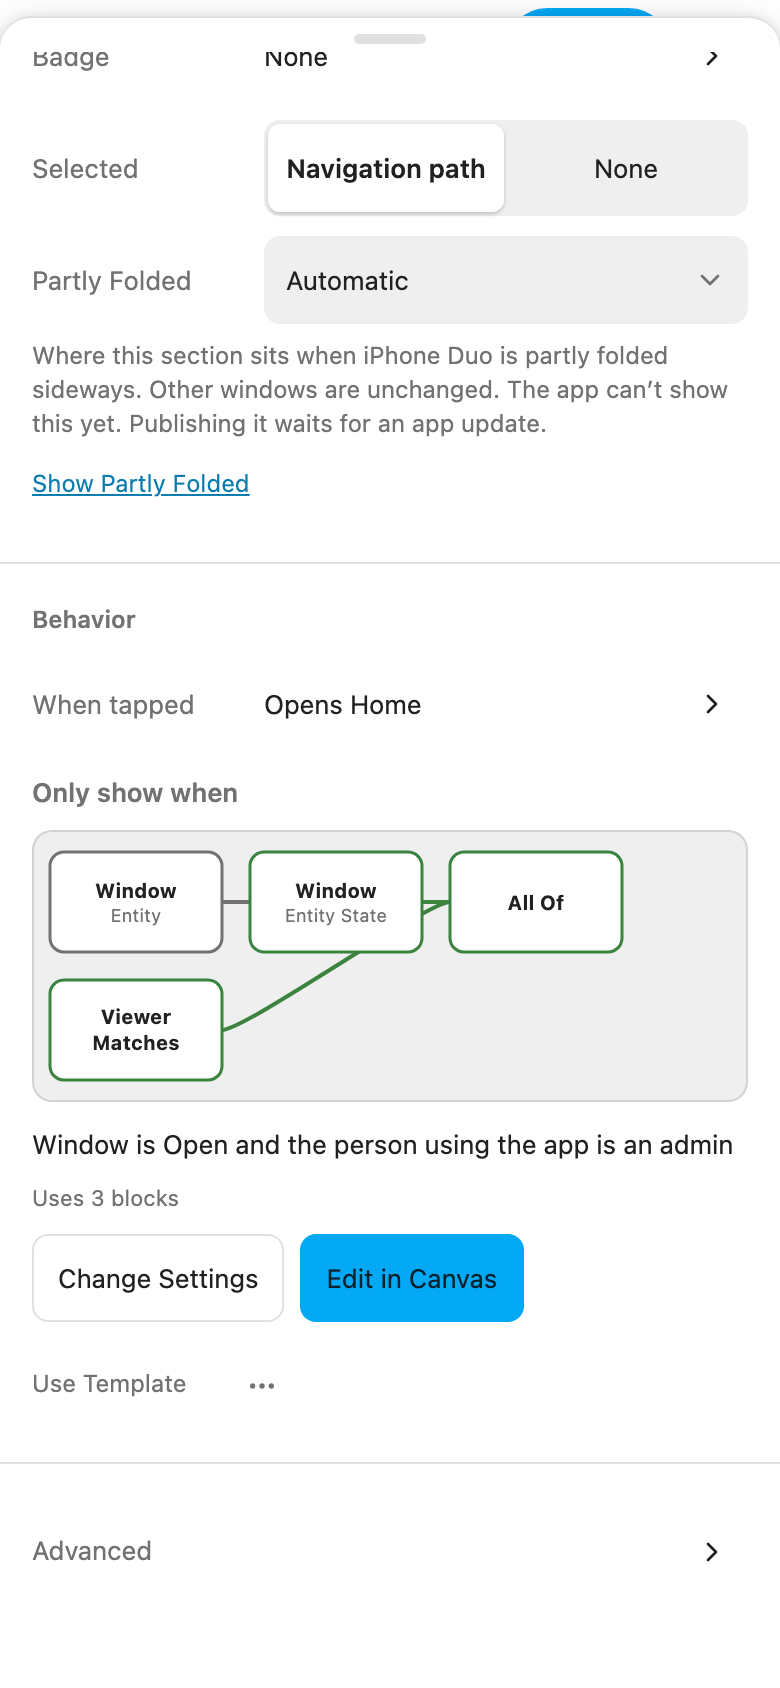 Badge None
Selected Navigation path None
Partly Folded Automatic
Where this section sits when iPhone Duo is partly folded
sideways. Other windows are unchanged. The app can’t show
this yet. Publishing it waits for an app update.
Show Partly Folded
Behavior
When tapped Opens Home
Only show when
Window
Entity
Window
Entity State
All Of
Viewer
Matches
Window is Open and the person using the app is an admin
Uses 3 blocks
Change Settings Edit in Canvas
Use Template
Advanced